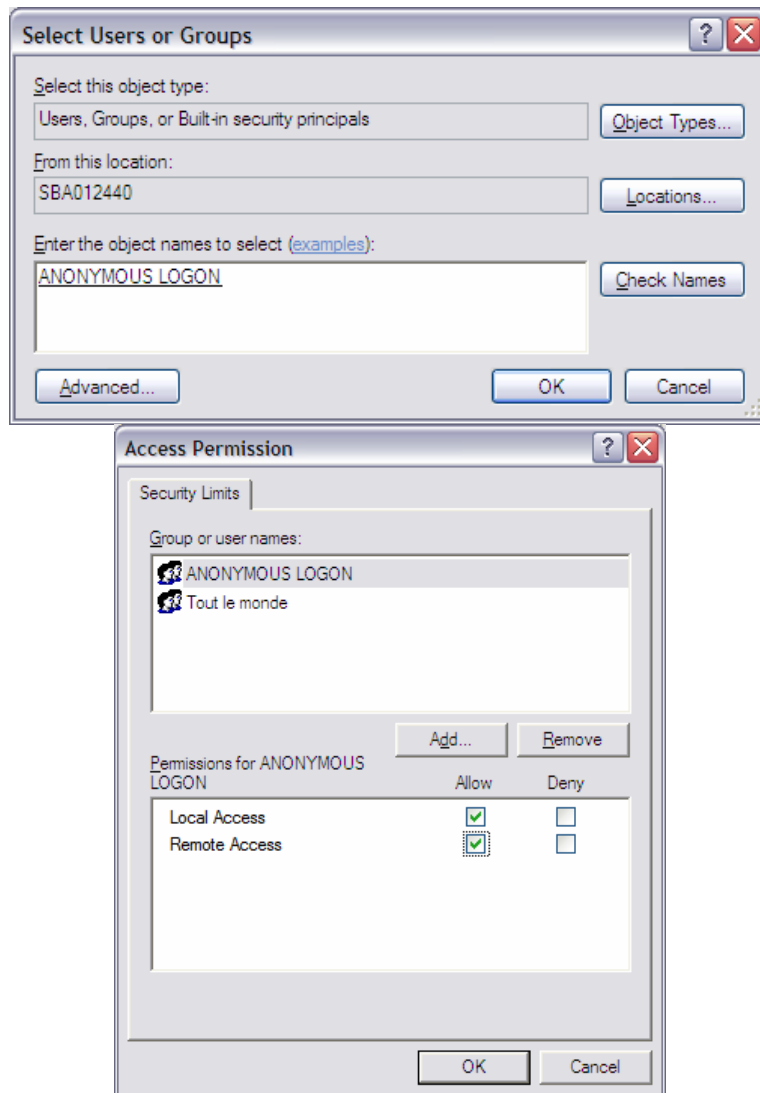 Select Users or Groups
Select this object type:
Users, Groups, or Built-in security principals
Object Types...
From this location:
SBA012440
Locations...
Enter the object names to select (examples):
ANONYMOUS LOGON
Check Names
Advanced...
OK
Cancel
Access Permission
Security Limits
Group or user names:
ANONYMOUS LOGON
Tout le monde
Add...
Remove
Permissions for ANONYMOUS
LOGON
Allow
Deny
Local Access
Remote Access
OK
Cancel